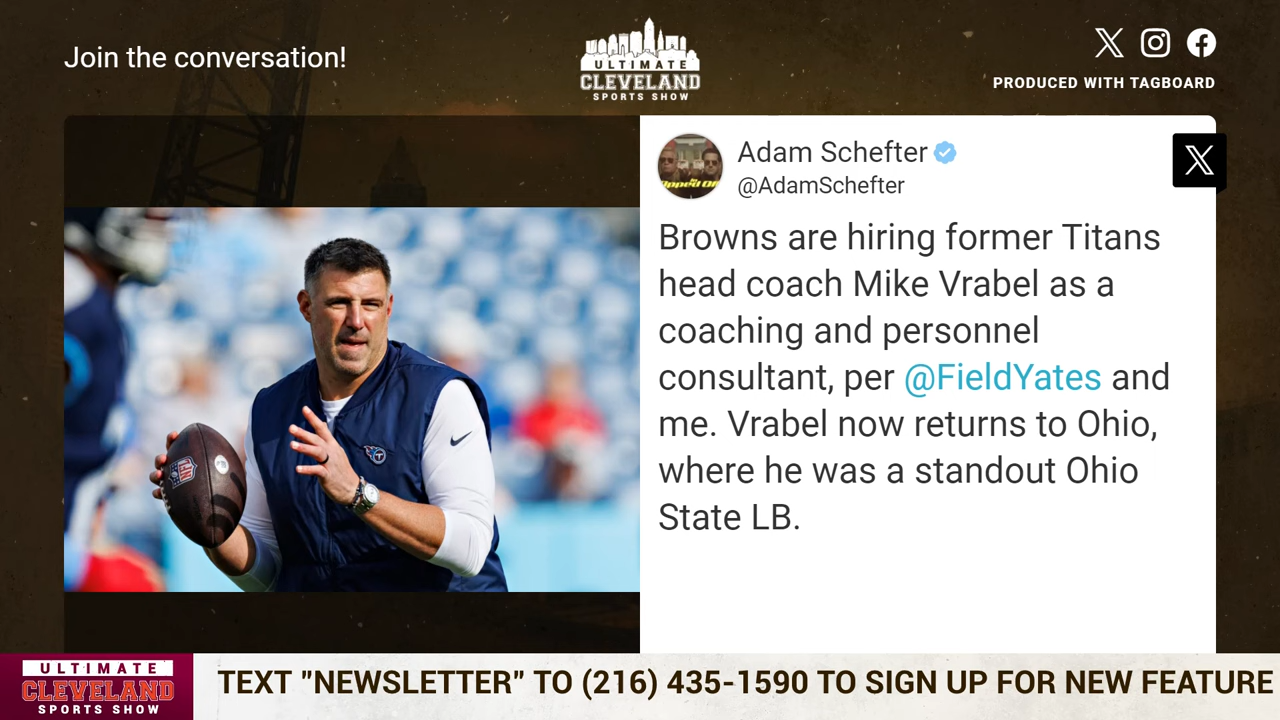 Join the conversation!
ULTIMATE
CLEVELAND
SPORTS SHOW
PRODUCED WITH TAGBOARD
Adam Schefter
@AdamSchefter
Browns are hiring former Titans
head coach Mike Vrabel as a
coaching and personnel
consultant, per @FieldYates and
me. Vrabel now returns to Ohio,
where he was a standout Ohio
State LB.
NFL
ULTIMATE
CLEVELAND
SPORTS SHOW
TEXT "NEWSLETTER" TO (216) 435-1590 TO SIGN UP FOR NEW FEATURE